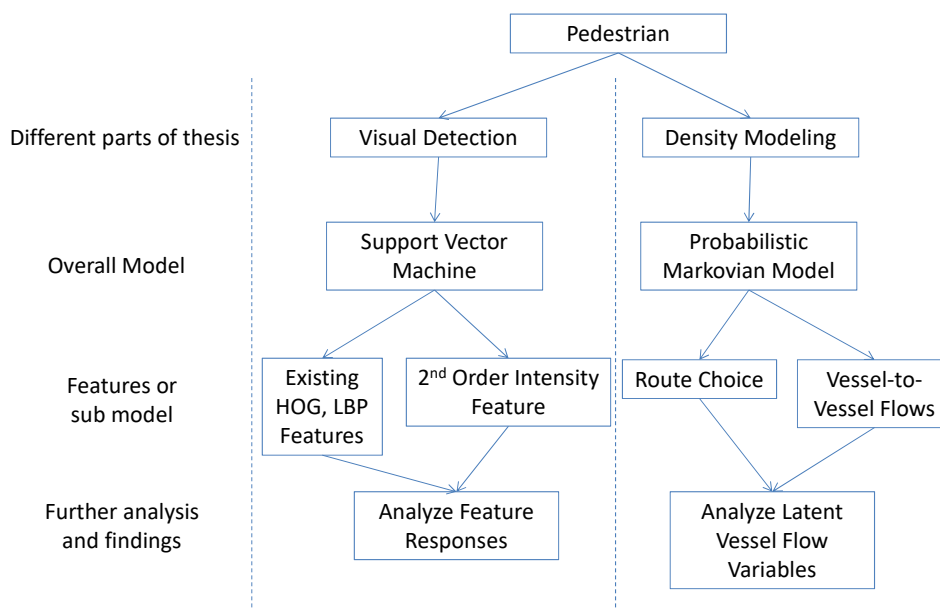 Pedestrian
Different parts of thesis
Visual Detection
Density Modeling
Overall Model
Support Vector
Machine
Probabilistic
Markovian Model
Features or
sub model
Existing
HOG, LBP
Features
2nd Order Intensity
Feature
Route Choice
Vessel-to-
Vessel Flows
Further analysis
and findings
Analyze Feature
Responses
Analyze Latent
Vessel Flow
Variables